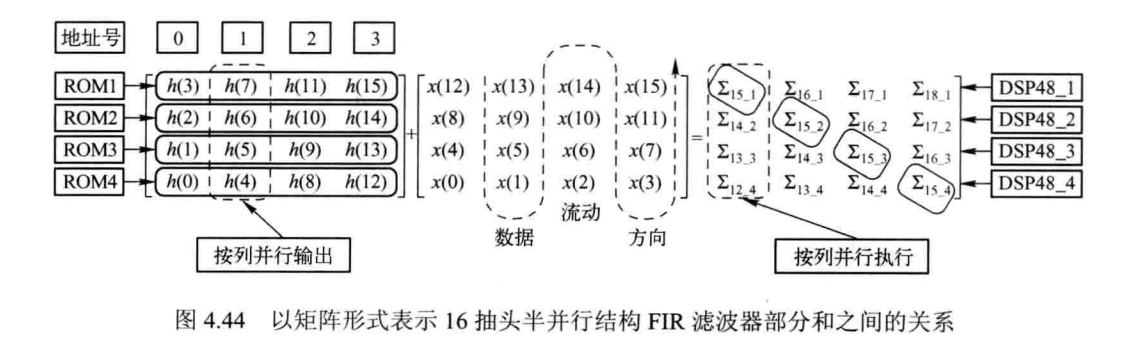 地址号 0 1 2 3
ROM1 h(3) h(7) h(11) h(15) x(12) x(13) x(14) x(15) Σ15_1 Σ16_1 Σ17_1 Σ18_1 DSP48_1
ROM2 h(2) h(6) h(10) h(14) x(8) x(9) x(10) x(11) Σ14_2 Σ15_2 Σ16_2 Σ17_2 DSP48_2
+ =
ROM3 h(1) h(5) h(9) h(13) x(4) x(5) x(6) x(7) Σ13_3 Σ14_3 Σ15_3 Σ16_3 DSP48_3
ROM4 h(0) h(4) h(8) h(12) x(0) x(1) x(2) x(3) Σ12_4 Σ13_4 Σ14_4 Σ15_4 DSP48_4
流动
数据 方向
按列并行输出 按列并行执行
图 4.44 以矩阵形式表示 16 抽头半并行结构 FIR 滤波器部分和之间的关系